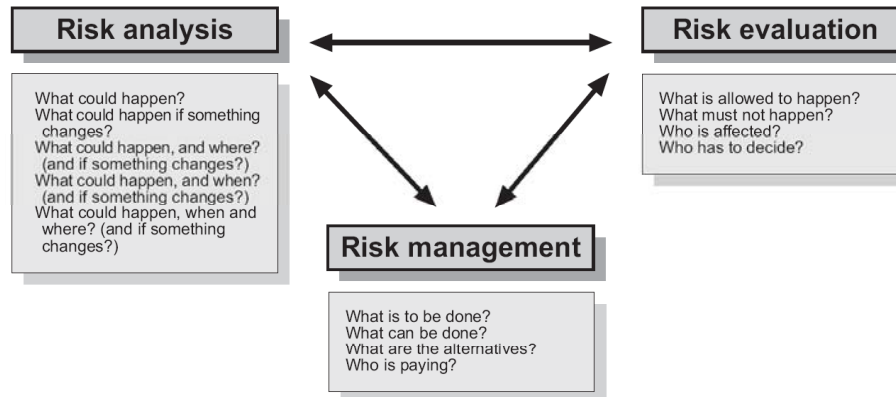 Risk analysis
What could happen?
What could happen if something
changes?
What could happen, and where?
(and if something changes?)
What could happen, and when?
(and if something changes?)
What could happen, when and
where? (and if something
changes?)
Risk evaluation
What is allowed to happen?
What must not happen?
Who is affected?
Who has to decide?
Risk management
What is to be done?
What can be done?
What are the alternatives?
Who is paying?